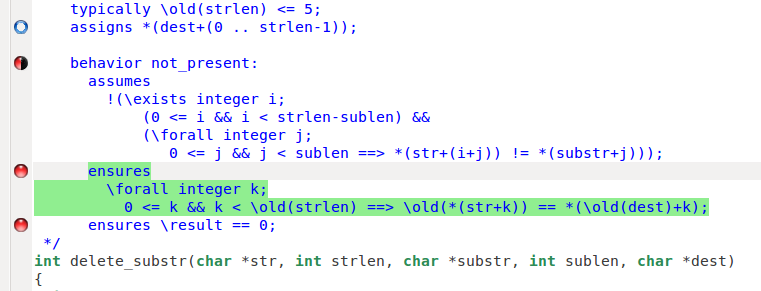 typically \old(strlen) <= 5;
assigns *(dest+(0 .. strlen-1));
behavior not_present:
assumes
!(\exists integer i;
(0 <= i && i < strlen-sublen) &&
(\forall integer j;
0 <= j && j < sublen ==> *(str+(i+j)) != *(substr+j)));
ensures
\forall integer k;
0 <= k && k < \old(strlen) ==> \old(*(str+k)) == *(\old(dest)+k);
ensures \result == 0;
*/
int delete_substr(char *str, int strlen, char *substr, int sublen, char *dest)
{